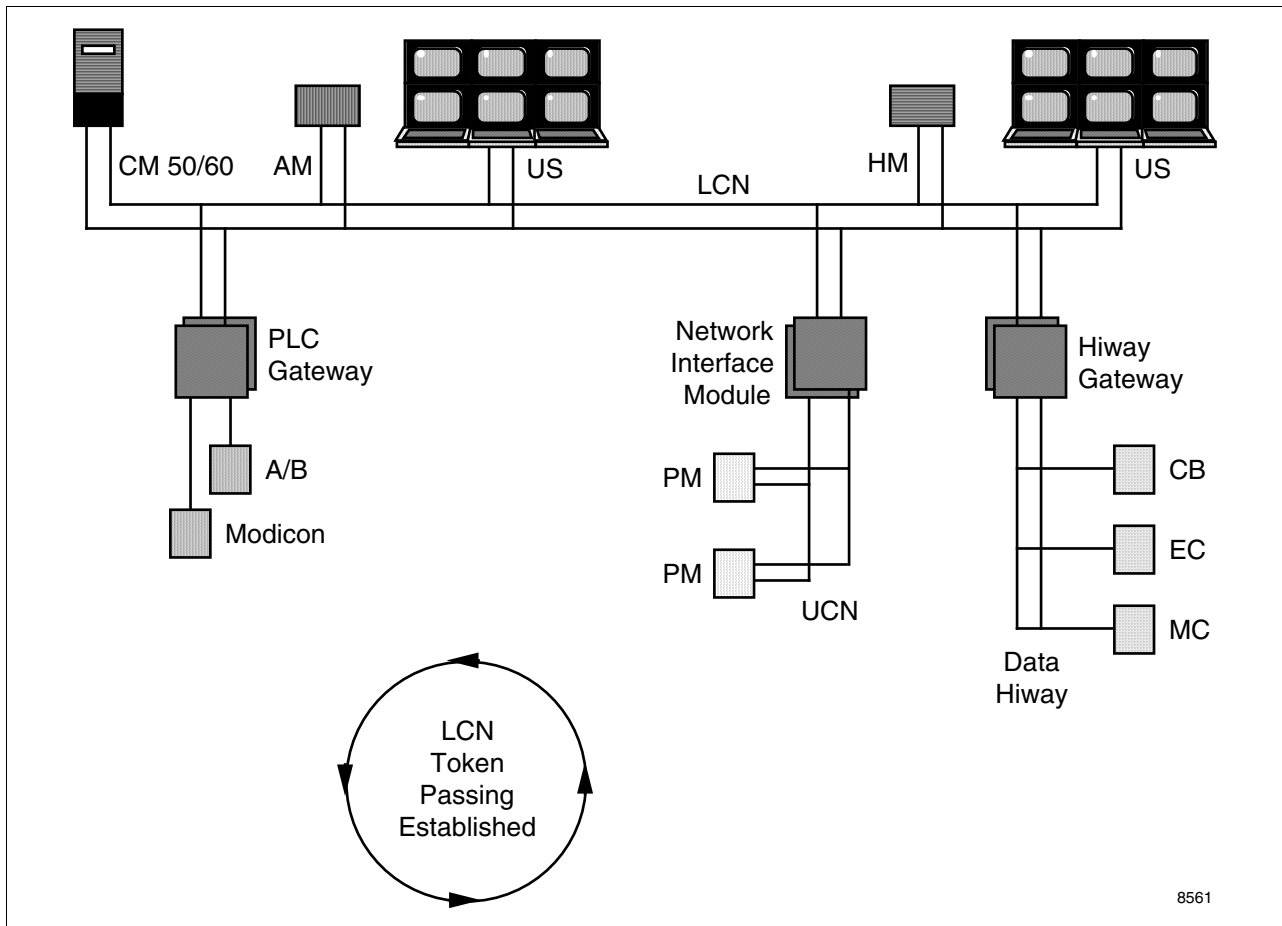 CM 50/60
AM
US
LCN
HM
US
PLC
Gateway
Network
Interface
Module
Hiway
Gateway
A/B
Modicon
PM
PM
UCN
CB
EC
MC
Data
Hiway
LCN
Token
Passing
Established
8561